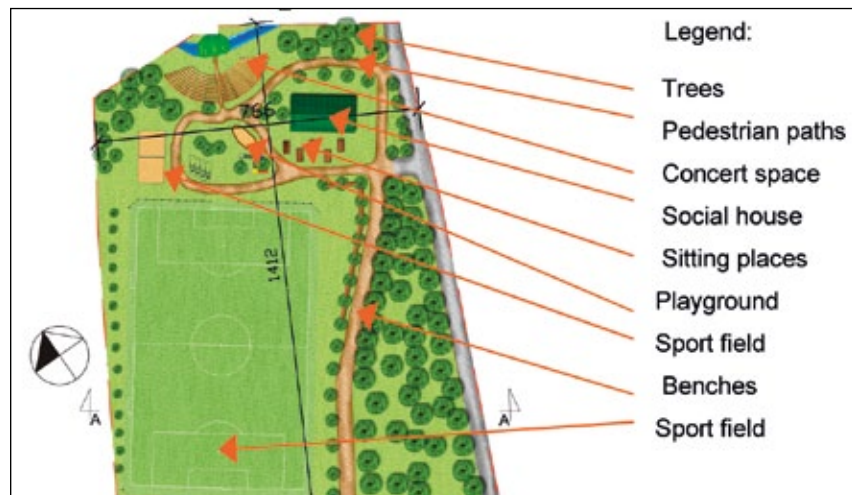 Legend:
Trees
Pedestrian paths
Concert space
Social house
Sitting places
Playground
Sport field
Benches
Sport field
766
1412
A
A